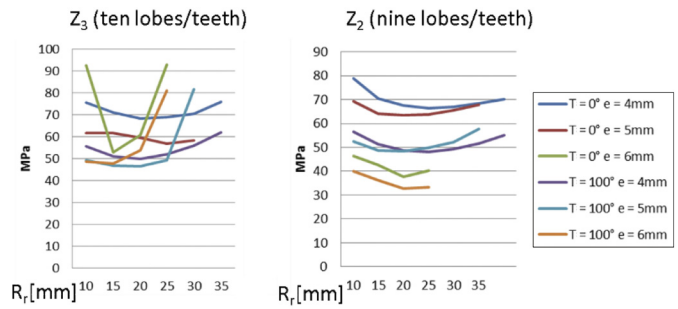 Z3 (ten lobes/teeth)
100
90
80
70
60
50
40
30
20
10
0
MPa
Rr[mm]
10 15 20 25 30 35
Z2 (nine lobes/teeth)
90
80
70
60
50
40
30
20
10
0
MPa
Rr[mm]
10 15 20 25 30 35
T = 0° e = 4mm
T = 0° e = 5mm
T = 0° e = 6mm
T = 100° e = 4mm
T = 100° e = 5mm
T = 100° e = 6mm